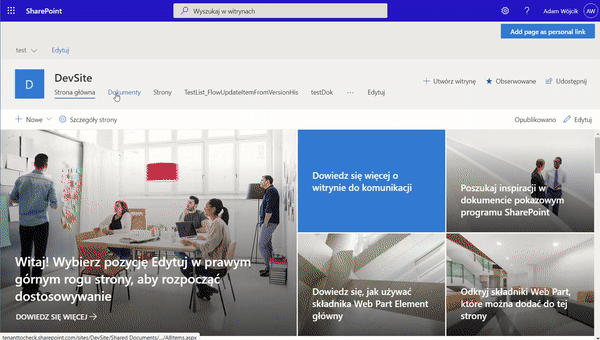 SharePoint
Wyszukaj w witrynach
Adam Wójcik
AW
Add page as personal link
test
Edytuj
D
DevSite
Strona główna
Dokumenty
Strony
TestList_FlowUpdateItemFromVersionHis
testDok
Edytuj
Utwórz witrynę
Obserwowane
Udostępnij
Nowe
Szczegóły strony
Opublikowano
Edytuj
Witaj! Wybierz pozycję Edytuj w prawym
górnym rogu strony, aby rozpocząć
dostosowywanie
DOWIEDZ SIĘ WIĘCEJ
Dowiedz się więcej o
witrynie do komunikacji
Poszukaj inspiracji w
dokumencie pokazowym
programu SharePoint
Dowiedz się, jak używać
składnika Web Part Element
główny
Odkryj składniki Web Part,
które można dodać do tej
strony
tenanttocheck.sharepoint.com/sites/DevSite/Shared Documents/.../AllItems.aspx